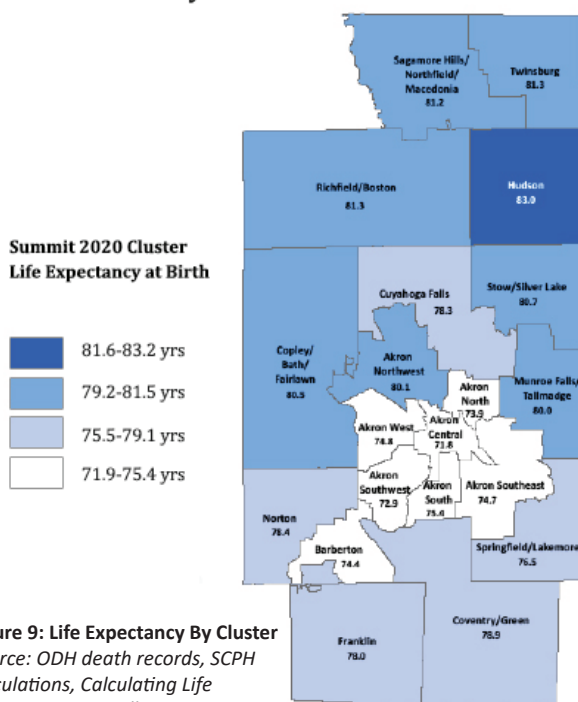 Sagamore Hills/
Northfield/
Macedonia
81.2
Twinsburg
81.3
Richfield/Boston
81.3
Hudson
83.0
Summit 2020 Cluster
Life Expectancy at Birth
81.6-83.2 yrs
79.2-81.5 yrs
75.5-79.1 yrs
71.9-75.4 yrs
Cuyahoga Falls
78.3
Stow/Silver Lake
80.7
Copley/
Bath/
Fairlawn
80.5
Akron
Northwest
80.1
Akron
North
73.9
Munroe Falls/
Tallmadge
80.0
Akron West
74.8
Akron
Central
71.8
Akron
Southwest
72.9
Akron
South
75.4
Akron Southeast
74.7
Norton
78.4
Barberton
74.4
Springfield/Lakemore
76.5
Franklin
78.0
Coventry/Green
78.9
ure 9: Life Expectancy By Cluster
rce: ODH death records, SCPH
culations, Calculating Life